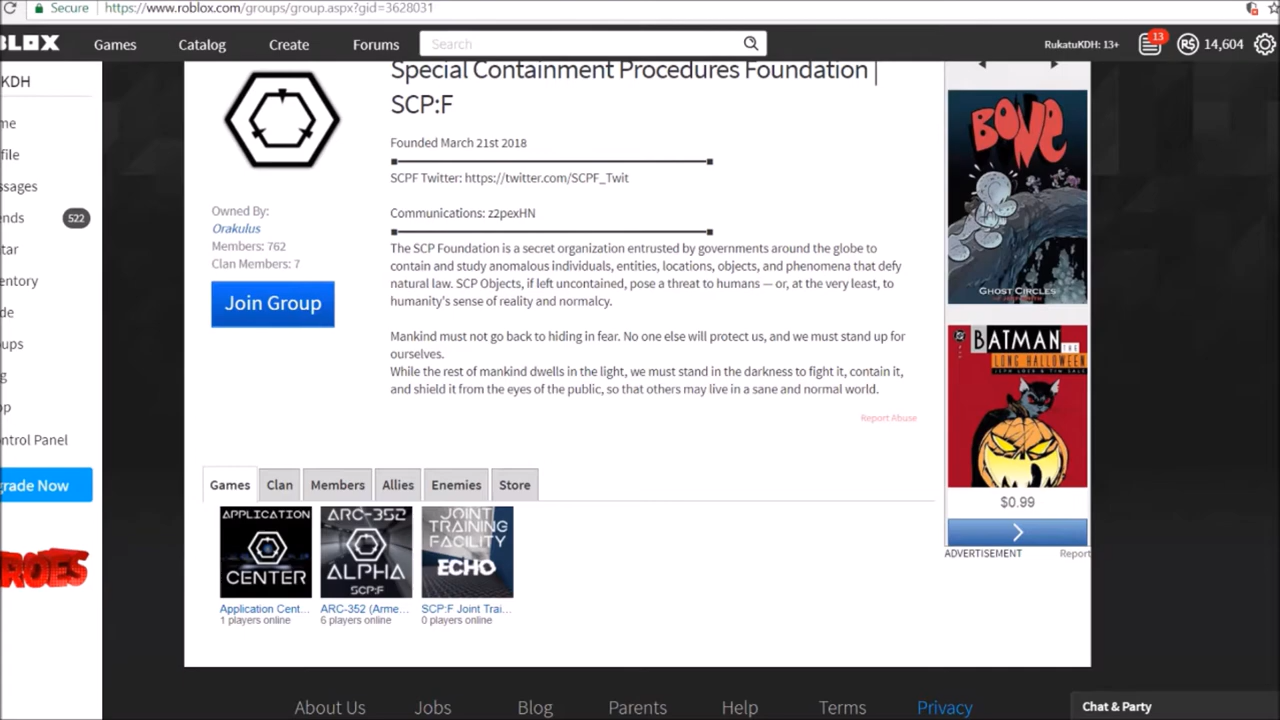 Secure https://www.roblox.com/groups/group.aspx?gid=3628031
BLOX Games Catalog Create Forums Search RukatuKDH: 13+ 13 R$ 14,604
KDH
Special Containment Procedures Foundation |
SCP:F
Founded March 21st 2018
SCPF Twitter: https://twitter.com/SCPF_Twit
Communications: z2pexHN
The SCP Foundation is a secret organization entrusted by governments around the globe to
contain and study anomalous individuals, entities, locations, objects, and phenomena that defy
natural law. SCP Objects, if left uncontained, pose a threat to humans — or, at the very least, to
humanity's sense of reality and normalcy.
Mankind must not go back to hiding in fear. No one else will protect us, and we must stand up for
ourselves.
While the rest of mankind dwells in the light, we must stand in the darkness to fight it, contain it,
and shield it from the eyes of the public, so that others may live in a sane and normal world.
Report Abuse
Owned By:
Orakulus
Members: 762
Clan Members: 7
Join Group
me
file
ssages
ends 522
tar
ventory
de
ups
g
op
ntrol Panel
grade Now
ROES
Games Clan Members Allies Enemies Store
APPLICATION
CENTER
Application Cent...
1 players online
ARC-352
ALPHA
SCP:F
ARC-352 (Arme...
6 players online
JOINT
TRAINING
FACILITY
ECHO
SCP:F Joint Trai...
0 players online
BONE
GHOST CIRCLES
BATMAN
THE
LONG HALLOWEEN
JEPH LOEB & TIM SALE
$0.99
ADVERTISEMENT Report
About Us Jobs Blog Parents Help Terms Privacy
Chat & Party